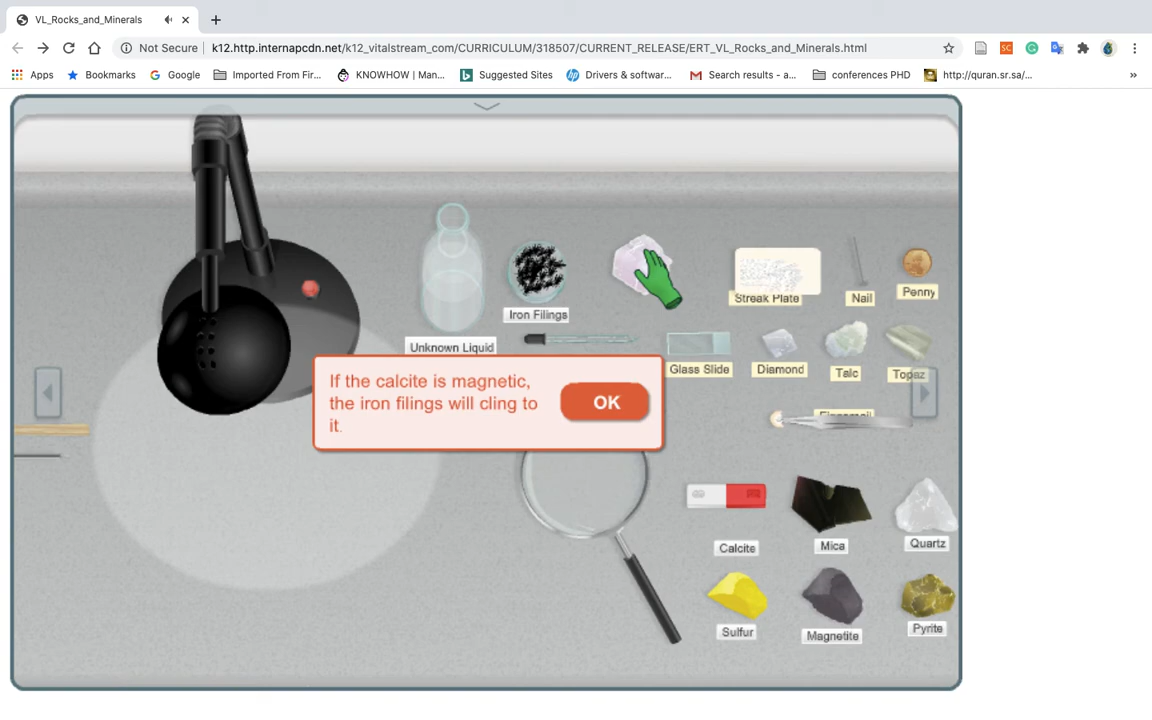 VL_Rocks_and_Minerals
Not Secure | k12.http.internapcdn.net/k12_vitalstream_com/CURRICULUM/318507/CURRENT_RELEASE/ERT_VL_Rocks_and_Minerals.html
Apps Bookmarks Google Imported From Fir... KNOWHOW | Man... Suggested Sites Drivers & softwar... Search results - a... conferences PHD http://quran.sr.sa/... »
Streak Plate
Nail
Penny
Iron Filings
Unknown Liquid
Glass Slide
Diamond
Talc
Topaz
If the calcite is magnetic,
the iron filings will cling to
it.
OK
Calcite
Mica
Quartz
Sulfur
Magnetite
Pyrite